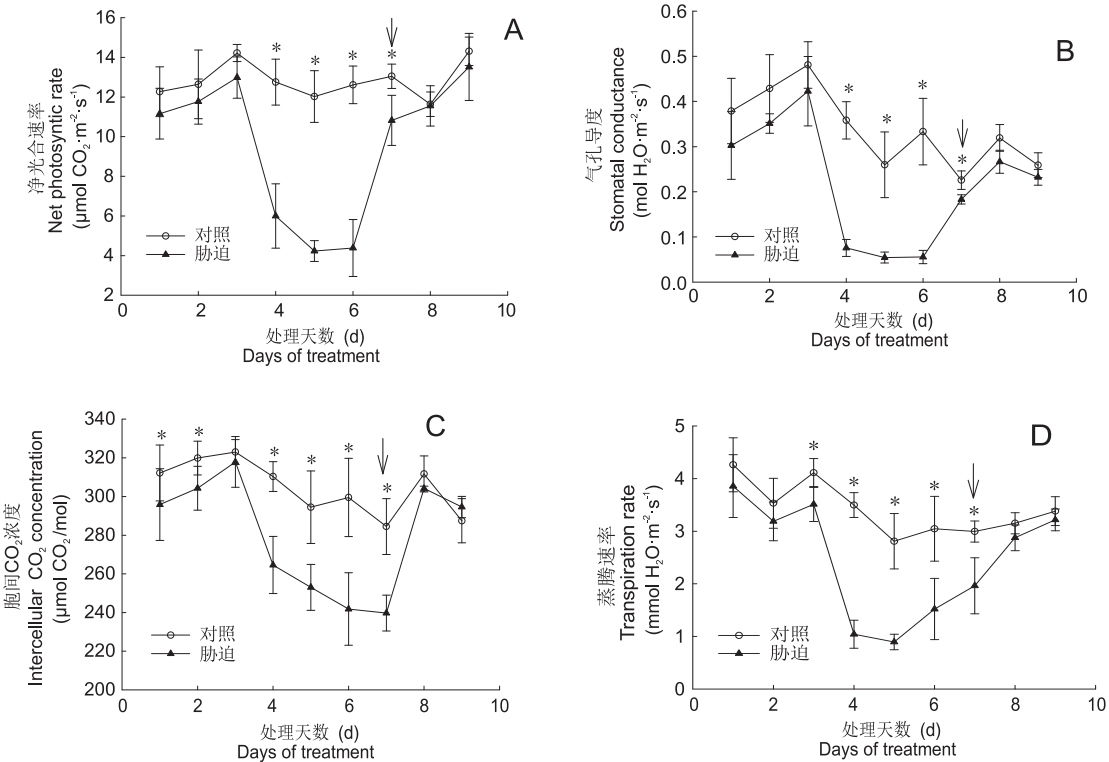 A
净光合速率
Net photosyntic rate
(μmol CO₂·m⁻²·s⁻¹)
16
14
12
10
8
6
4
2
* * * *
对照
胁迫
0 2 4 6 8 10
处理天数 (d)
Days of treatment
B
气孔导度
Stomatal conductance
(mol H₂O·m⁻²·s⁻¹)
0.6
0.5
0.4
0.3
0.2
0.1
0.0
* * * *
对照
胁迫
0 2 4 6 8 10
处理天数 (d)
Days of treatment
C
胞间CO₂浓度
Intercellular CO₂ concentration
(μmol CO₂/mol)
340
320
300
280
260
240
220
200
* * * * * *
对照
胁迫
0 2 4 6 8 10
处理天数 (d)
Days of treatment
D
蒸腾速率
Transpiration rate
(mmol H₂O·m⁻²·s⁻¹)
5
4
3
2
1
0
* * * * *
对照
胁迫
0 2 4 6 8 10
处理天数 (d)
Days of treatment